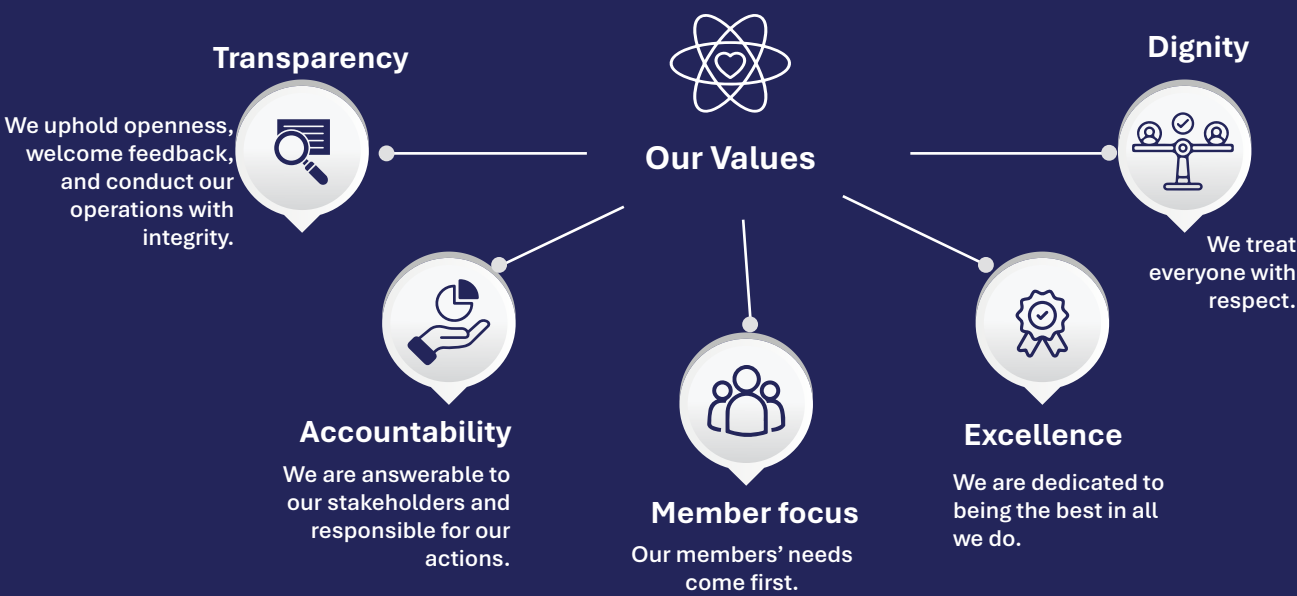 Our Values
Transparency
We uphold openness,
welcome feedback,
and conduct our
operations with
integrity.
Accountability
We are answerable to
our stakeholders and
responsible for our
actions.
Member focus
Our members’ needs
come first.
Excellence
We are dedicated to
being the best in all
we do.
Dignity
We treat
everyone with
respect.